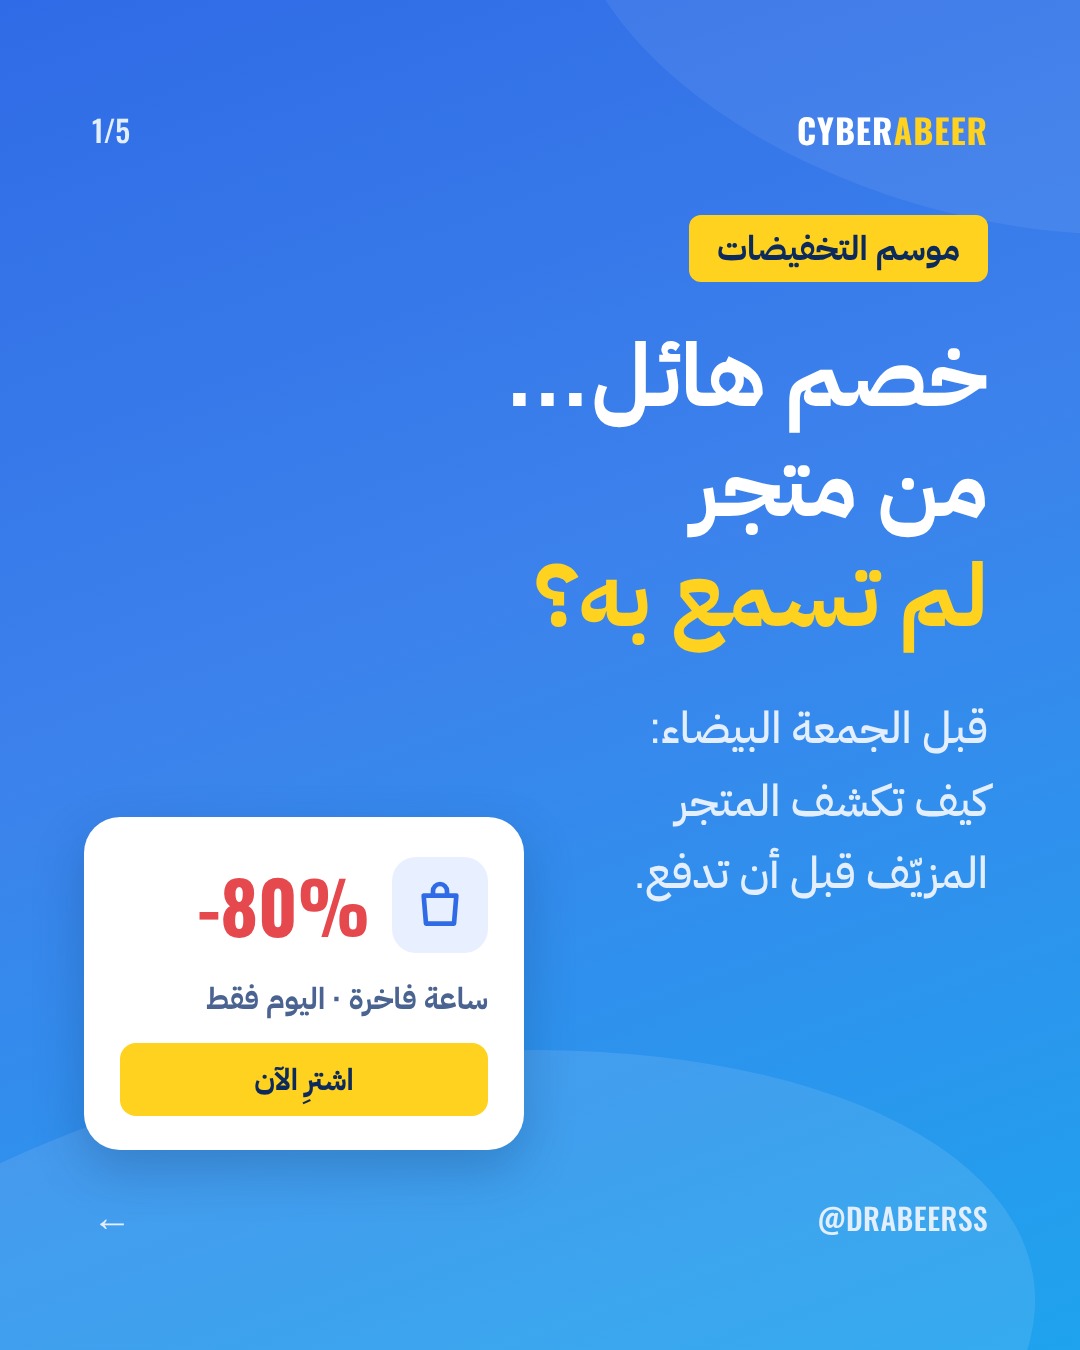 CYBERABEER
1/5
موسم التخفيضات
خصم هائل...
من متجر
لم تسمع به؟
قبل الجمعة البيضاء:
كيف تكشف المتجر
المزيّف قبل أن تدفع.
-80%
ساعة فاخرة · اليوم فقط
اشترِ الآن
@DRABEERSS
←